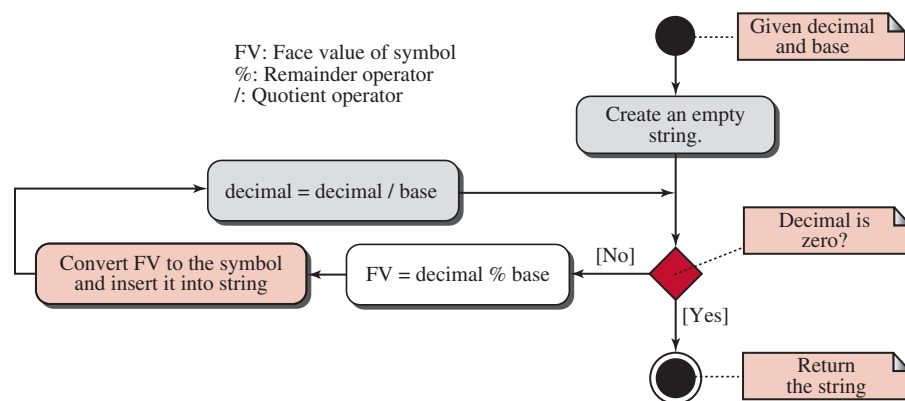 FV: Face value of symbol
%: Remainder operator
/: Quotient operator
Given decimal
and base
Create an empty
string.
decimal = decimal / base
Decimal is
zero?
[No]
FV = decimal % base
Convert FV to the symbol
and insert it into string
[Yes]
Return
the string